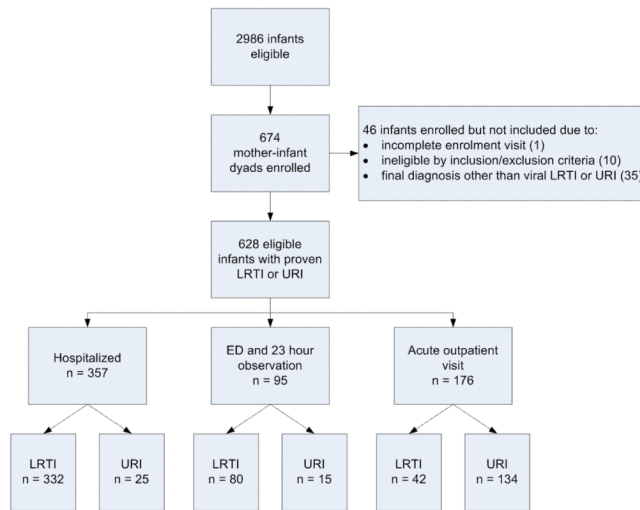 2986 infants
eligible
674
mother-infant
dyads enrolled
46 infants enrolled but not included due to:
• incomplete enrolment visit (1)
• ineligible by inclusion/exclusion criteria (10)
• final diagnosis other than viral LRTI or URI (35)
628 eligible
infants with proven
LRTI or URI
Hospitalized
n = 357
ED and 23 hour
observation
n = 95
Acute outpatient
visit
n = 176
LRTI
n = 332
URI
n = 25
LRTI
n = 80
URI
n = 15
LRTI
n = 42
URI
n = 134